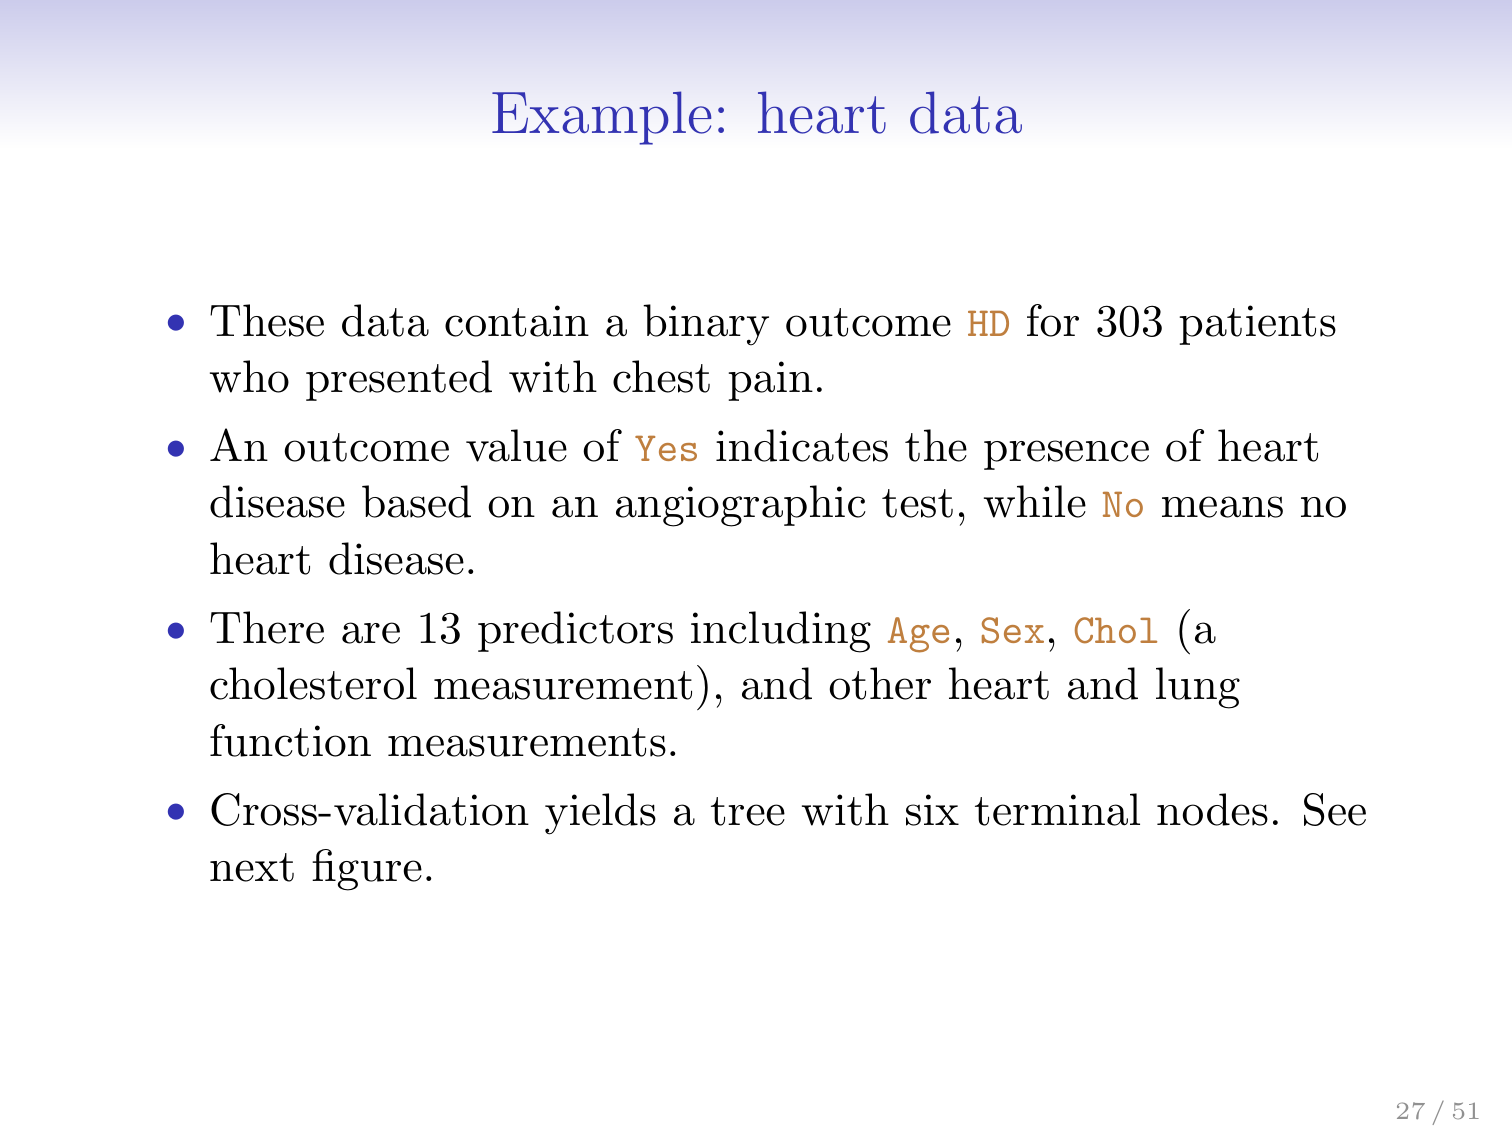 Example: heart data
• These data contain a binary outcome HD for 303 patients
who presented with chest pain.
• An outcome value of Yes indicates the presence of heart
disease based on an angiographic test, while No means no
heart disease.
• There are 13 predictors including Age, Sex, Chol (a
cholesterol measurement), and other heart and lung
function measurements.
• Cross-validation yields a tree with six terminal nodes. See
next figure.
27 / 51